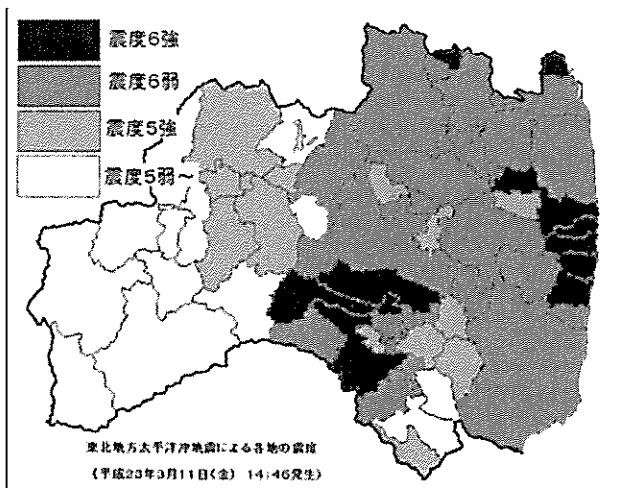 震度6強
震度6弱
震度5強
震度5弱~
東北地方太平洋沖地震による各地の震度
(平成23年3月11日(金) 14:46発生)